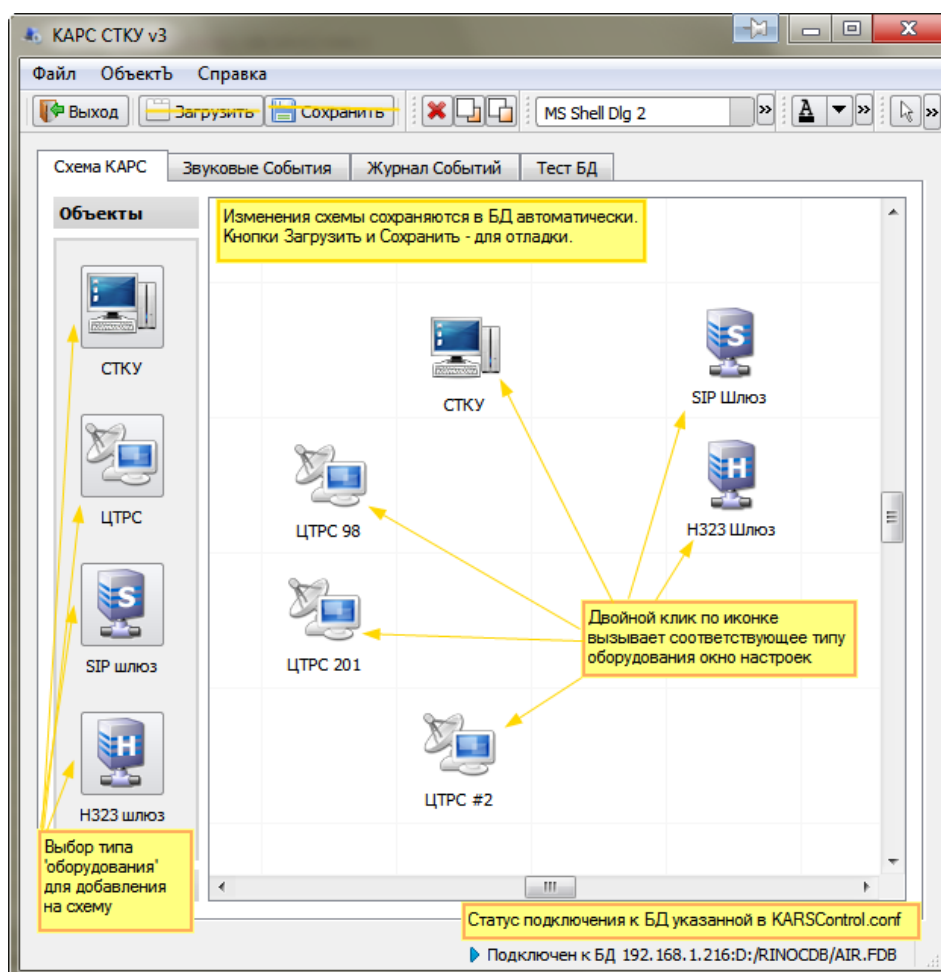 КАРС СТКУ v3
Файл ОбъектЪ Справка
Выход Загрузить Сохранить MS Shell Dlg 2 » A » »
Схема КАРС Звуковые События Журнал Событий Тест БД
Объекты
СТКУ
ЦТРС
S
SIP шлюз
H
H323 шлюз
Изменения схемы сохраняются в БД автоматически.
Кнопки Загрузить и Сохранить - для отладки.
СТКУ
S
SIP Шлюз
ЦТРС 98
H
H323 Шлюз
ЦТРС 201
Двойной клик по иконке
вызывает соответствующее типу
оборудования окно настроек
ЦТРС #2
Выбор типа
'оборудования'
для добавления
на схему
Статус подключения к БД указанной в KARSControl.conf
Подключен к БД 192.168.1.216:D:/RINOCDB/AIR.FDB